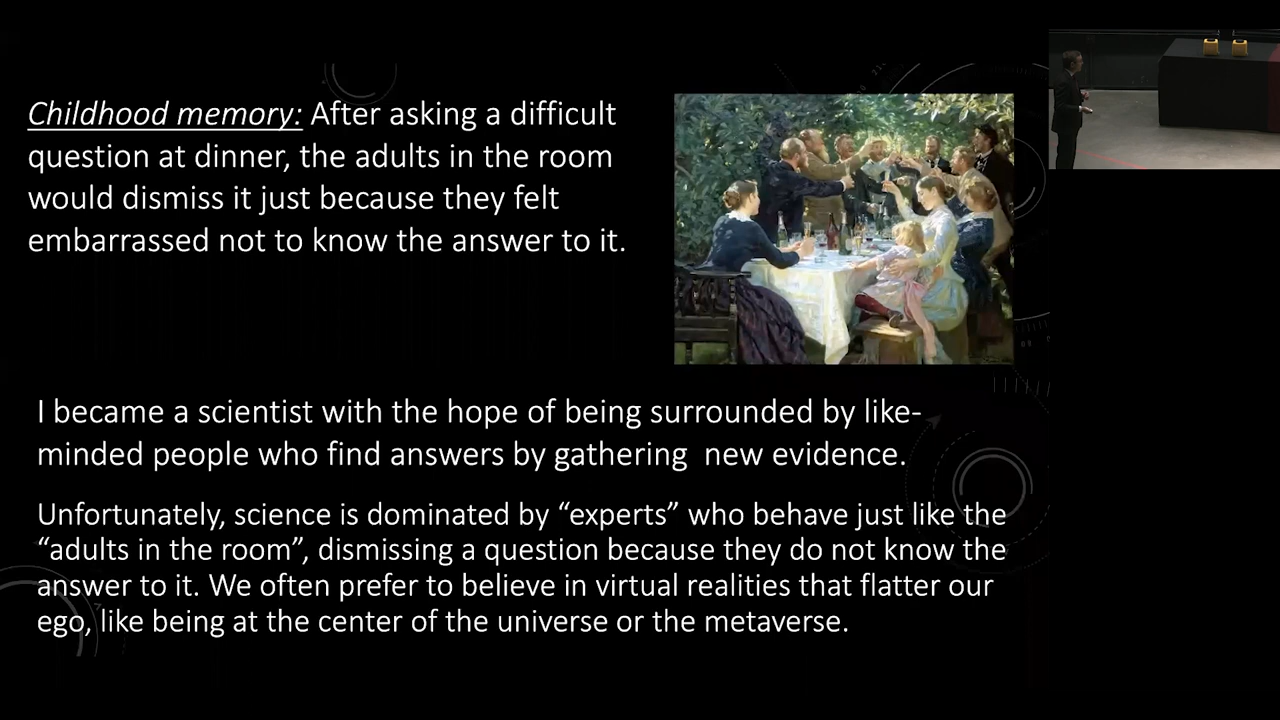 Childhood memory: After asking a difficult
question at dinner, the adults in the room
would dismiss it just because they felt
embarrassed not to know the answer to it.
I became a scientist with the hope of being surrounded by like-
minded people who find answers by gathering  new evidence.
Unfortunately, science is dominated by “experts” who behave just like the
“adults in the room”, dismissing a question because they do not know the
answer to it. We often prefer to believe in virtual realities that flatter our
ego, like being at the center of the universe or the metaverse.